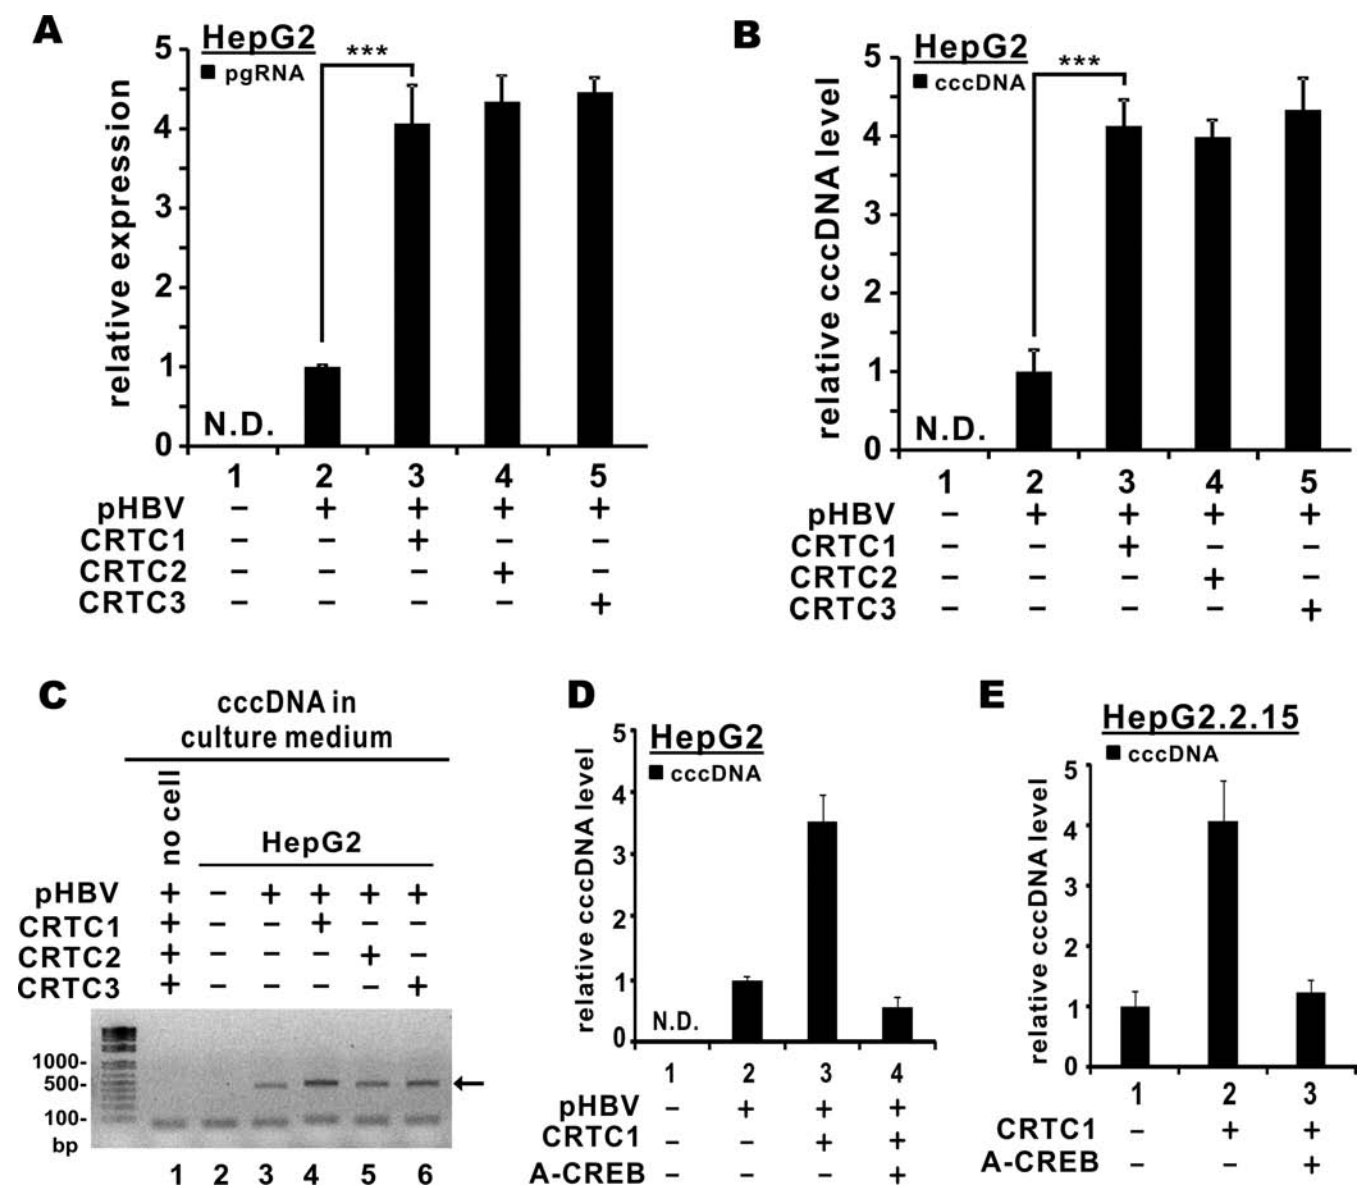 A
HepG2
■ pgRNA
***
relative expression
5
4
3
2
1
0
N.D.
1 2 3 4 5
pHBV – + + + +
CRTC1 – – + – –
CRTC2 – – – + –
CRTC3 – – – – +
B
HepG2
■ cccDNA
***
relative cccDNA level
5
4
3
2
1
0
N.D.
1 2 3 4 5
pHBV – + + + +
CRTC1 – – + – –
CRTC2 – – – + –
CRTC3 – – – – +
C
cccDNA in
culture medium
no cell
HepG2
pHBV + – + + + +
CRTC1 + – – + – –
CRTC2 + – – – + –
CRTC3 + – – – – +
1000-
500-
100-
bp
1 2 3 4 5 6
D
HepG2
■ cccDNA
relative cccDNA level
5
4
3
2
1
0
N.D.
1 2 3 4
pHBV – + + +
CRTC1 – – + +
A-CREB – – – +
E
HepG2.2.15
■ cccDNA
relative cccDNA level
5
4
3
2
1
0
1 2 3
CRTC1 – + +
A-CREB – – +